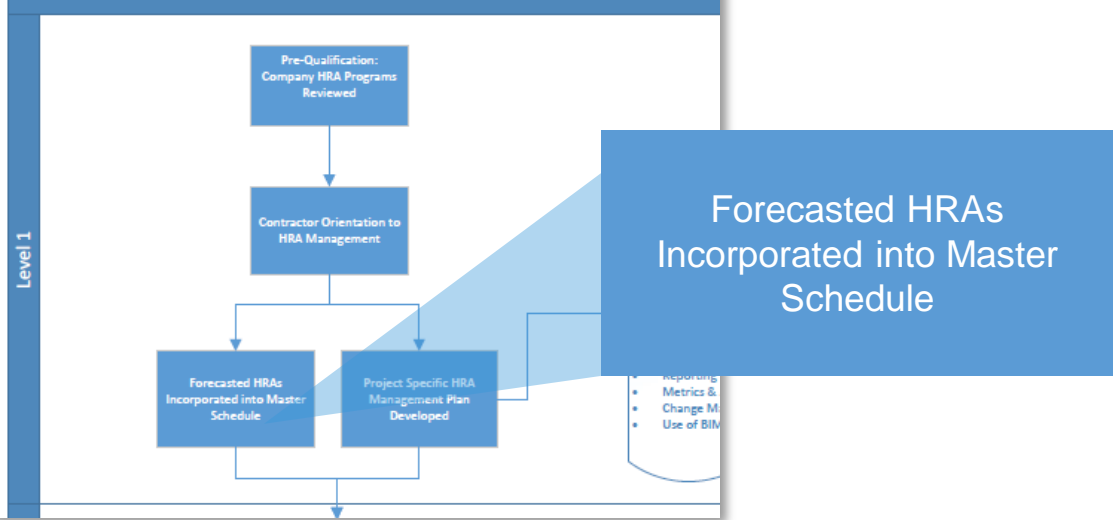 Pre-Qualification:
Company HRA Programs
Reviewed
Contractor Orientation to
HRA Management
Level 1
Forecasted HRAs
Incorporated into Master
Schedule
Project Specific HRA
Management Plan
Developed
Forecasted HRAs
Incorporated into Master
Schedule
Reporting
• Metrics &
• Change M
• Use of BIM